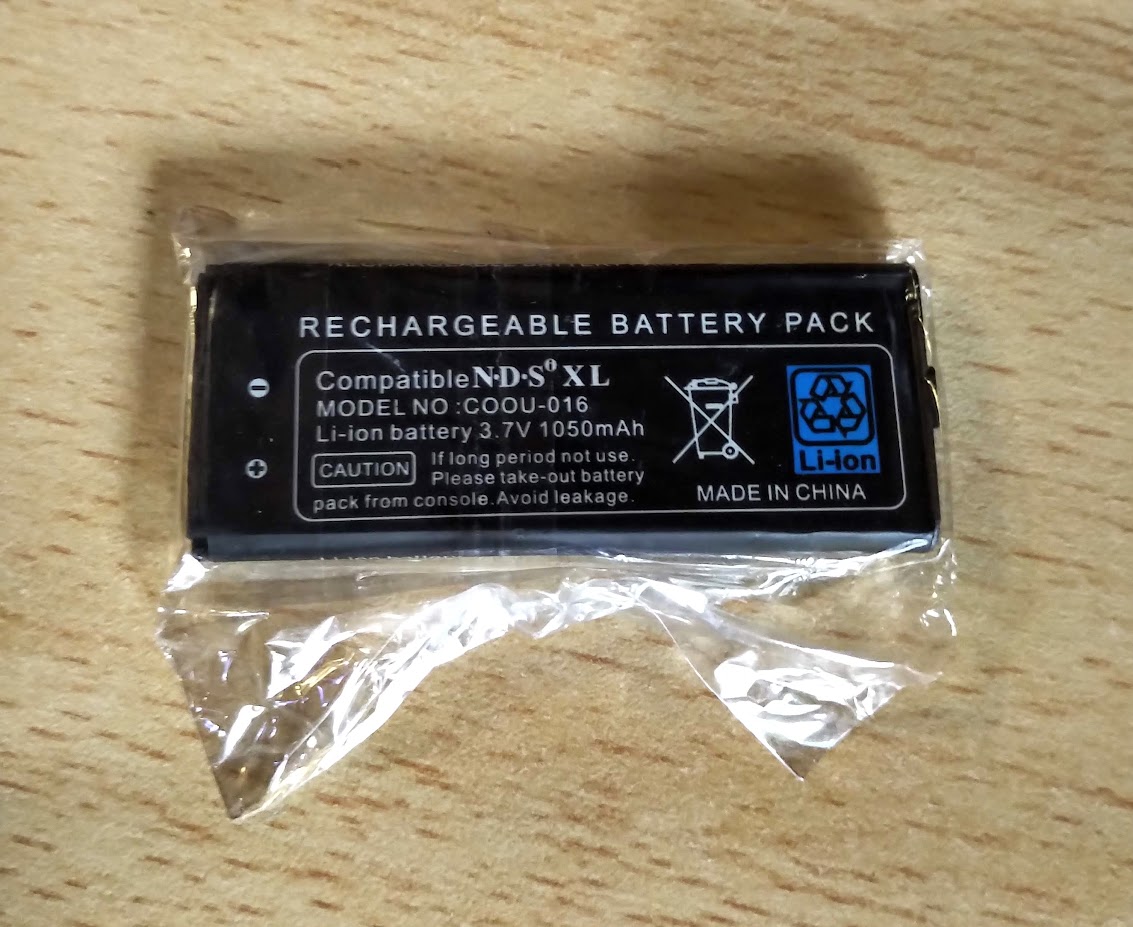 RECHARGEABLE BATTERY PACK
Compatible N·D·Si XL
MODEL NO :COOU-016
Li-ion battery 3.7V 1050mAh
CAUTION If long period not use.
Please take-out battery
pack from console. Avoid leakage.
Li-ion
MADE IN CHINA